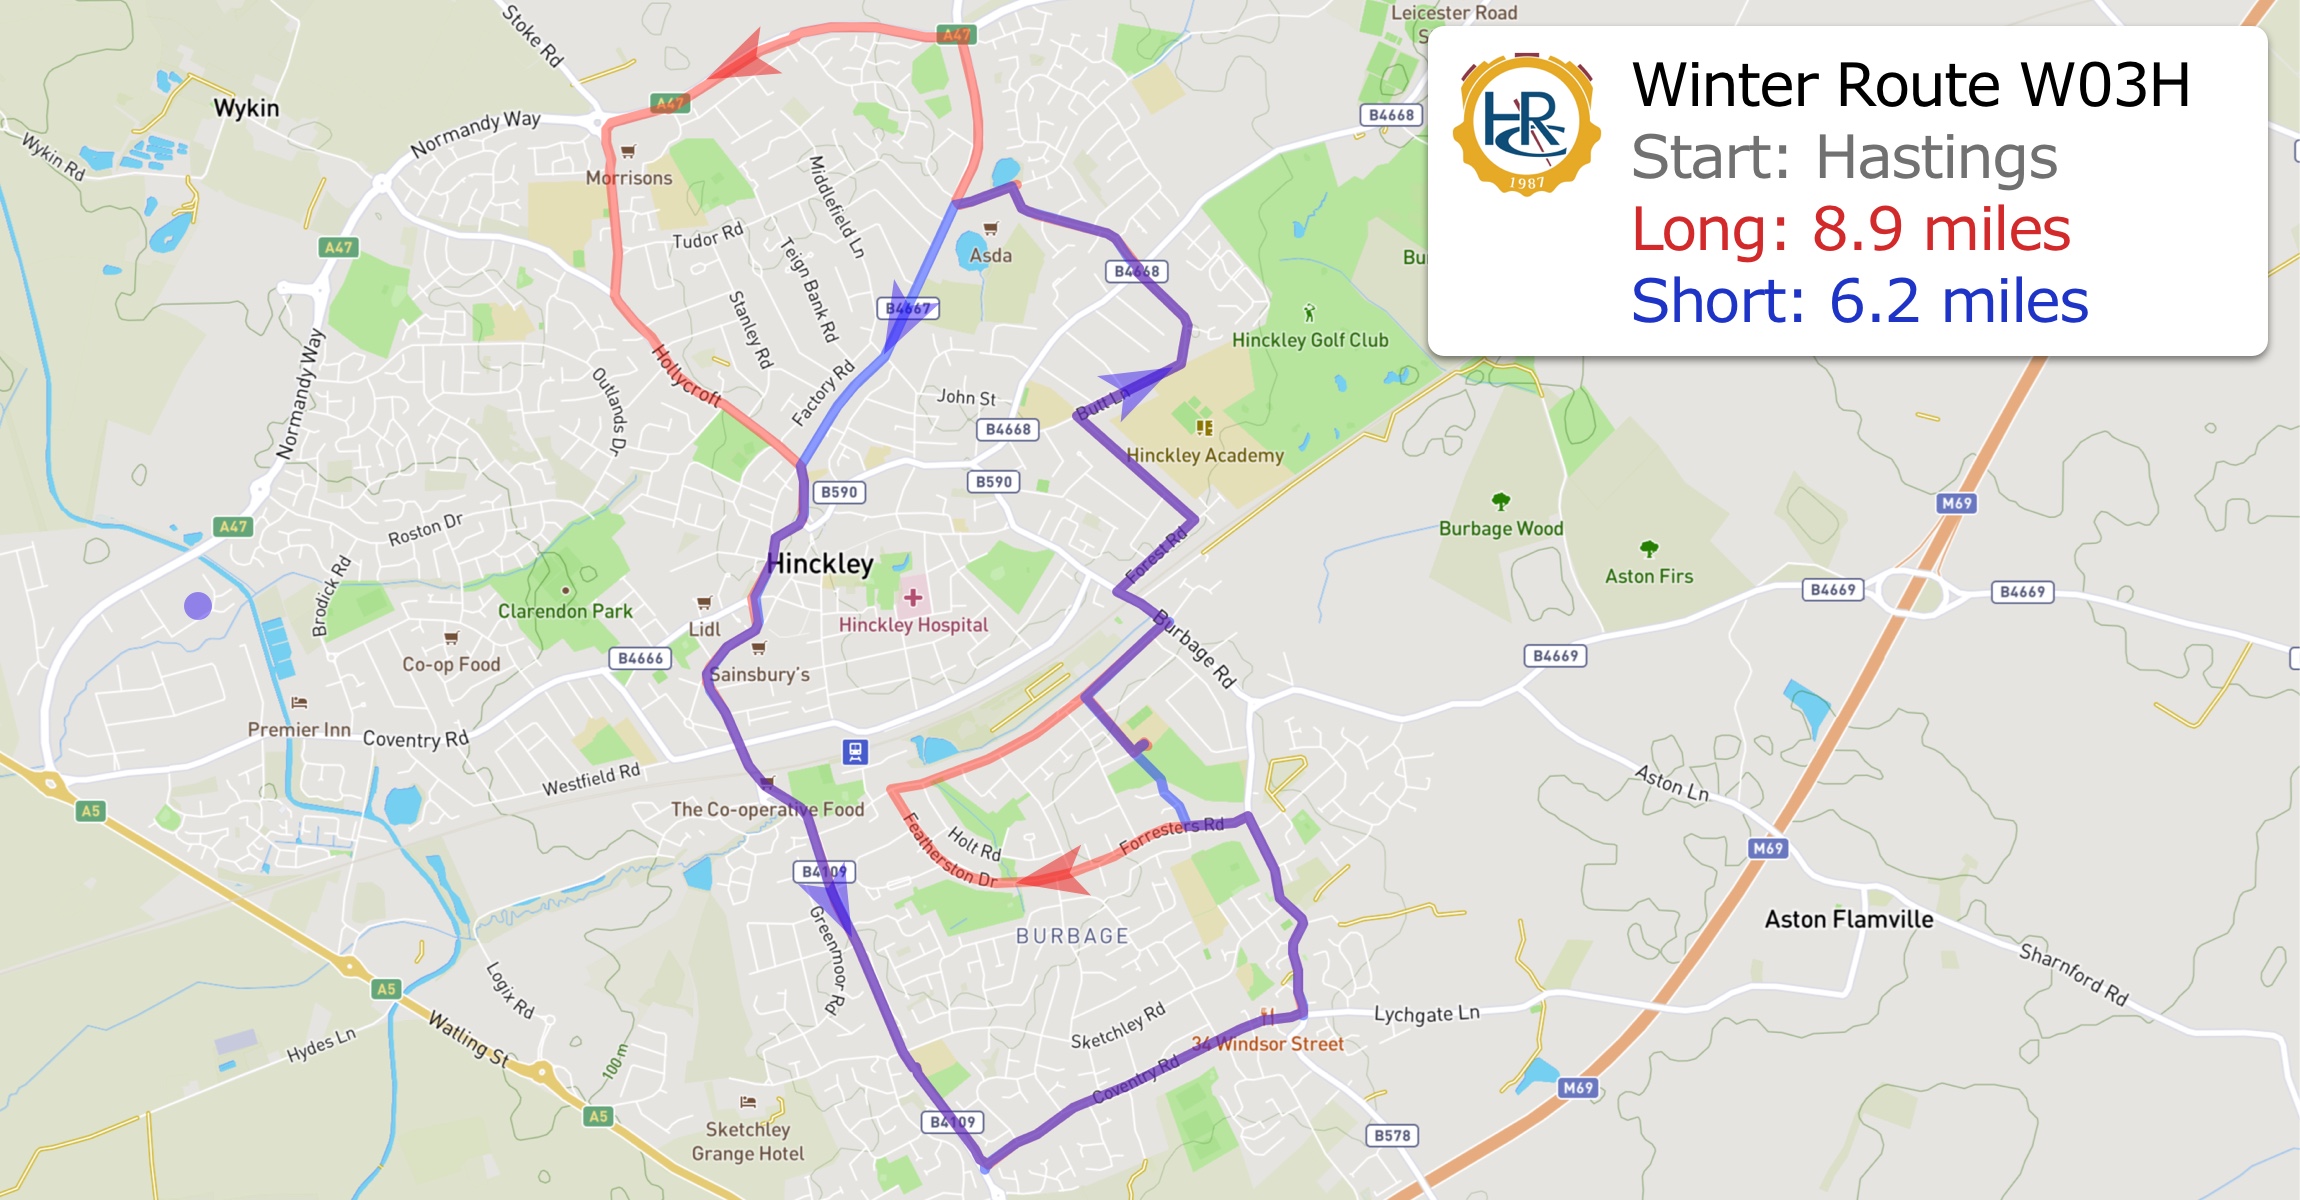 Leicester Road
Stoke Rd
A47
Winter Route W03H
Start: Hastings
Long: 8.9 miles
Short: 6.2 miles
HRC
1987
Wykin
A47
Normandy Way
B4668
Wykin Rd
Morrisons
Middlefield Ln
Tudor Rd
Teign Bank Rd
A47
Asda
Bu
B4668
B4667
Stanley Rd
Hinckley Golf Club
Normandy Way
Hollycroft
Factory Rd
Outlands Dr
John St
Butt Ln
B4668
Hinckley Academy
B590
B590
M69
Burbage Wood
A47
Roston Dr
Forest Rd
Hinckley
Aston Firs
Brodick Rd
Clarendon Park
B4669
B4669
Lidl
Hinckley Hospital
Burbage Rd
Co-op Food
B4666
Sainsbury's
B4669
Premier Inn
Coventry Rd
Westfield Rd
Aston Ln
A5
The Co-operative Food
Featherston Dr
Holt Rd
Forresters Rd
M69
B4109
Greenmoor Rd
BURBAGE
Aston Flamville
Sharnford Rd
A5
Logix Rd
Watling St
Hydes Ln
Sketchley Rd
Lychgate Ln
34 Windsor Street
100 m
Coventry Rd
M69
A5
B4109
Sketchley
Grange Hotel
B578